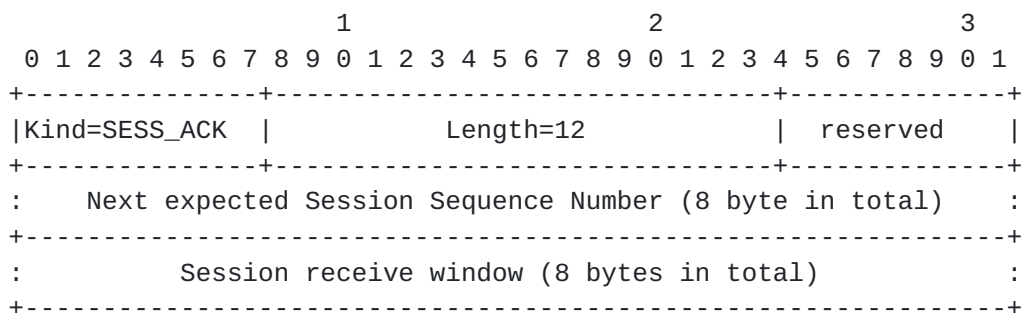 1                   2                   3
 0 1 2 3 4 5 6 7 8 9 0 1 2 3 4 5 6 7 8 9 0 1 2 3 4 5 6 7 8 9 0 1
+---------------+--------------------------------+--------------+
|Kind=SESS_ACK  |           Length=12            |  reserved    |
+---------------+--------------------------------+--------------+
:    Next expected Session Sequence Number (8 byte in total)    :
+---------------------------------------------------------------+
:          Session receive window (8 bytes in total)            :
+---------------------------------------------------------------+